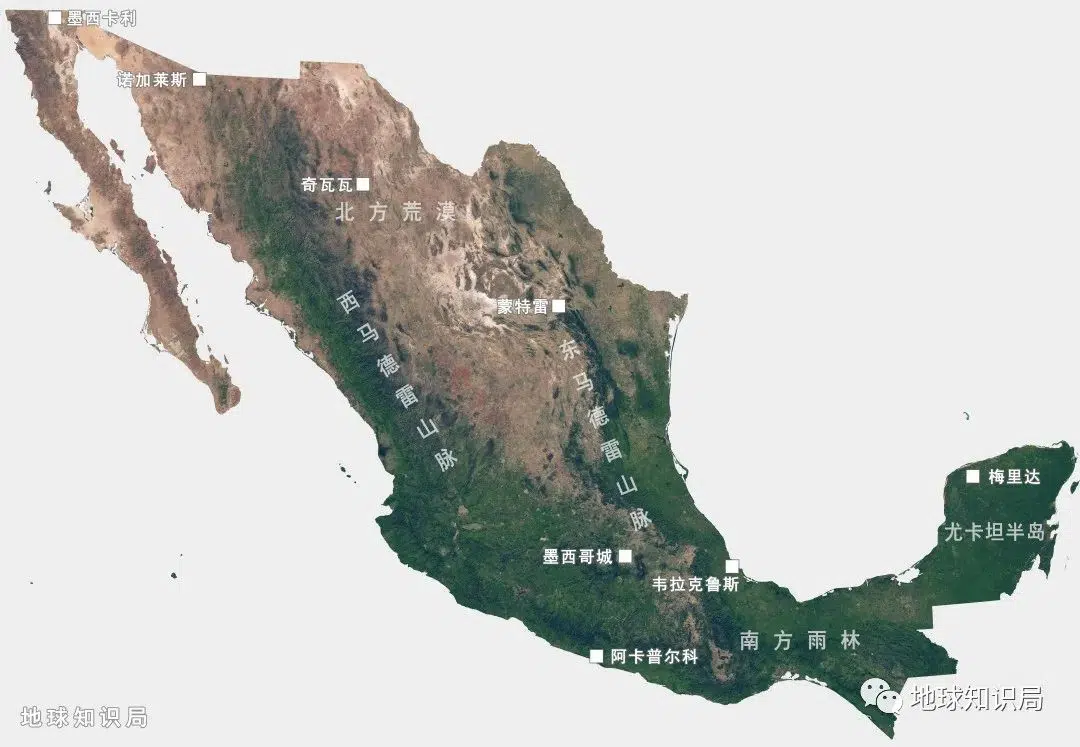 墨西卡利
诺加莱斯
奇瓦瓦
北方荒漠
蒙特雷
西马德雷山脉
东马德雷山脉
梅里达
尤卡坦半岛
墨西哥城
韦拉克鲁斯
南方雨林
阿卡普尔科
地球知识局
地球知识局